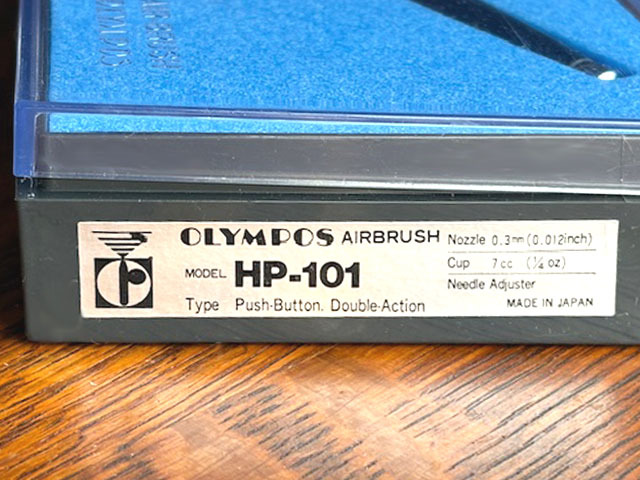 OLYMPOS AIRBRUSH
MODEL HP-101
Type Push-Button. Double-Action
Nozzle 0.3mm (0.012inch)
Cup 7cc (¼ oz)
Needle Adjuster
MADE IN JAPAN